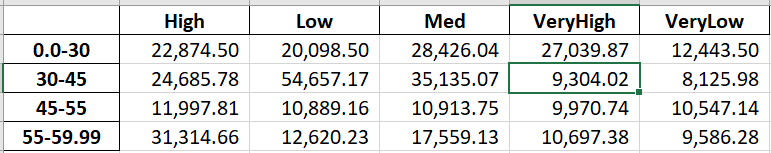 High Low Med VeryHigh VeryLow
0.0-30 22,874.50 20,098.50 28,426.04 27,039.87 12,443.50
30-45 24,685.78 54,657.17 35,135.07 9,304.02 8,125.98
45-55 11,997.81 10,889.16 10,913.75 9,970.74 10,547.14
55-59.99 31,314.66 12,620.23 17,559.13 10,697.38 9,586.28